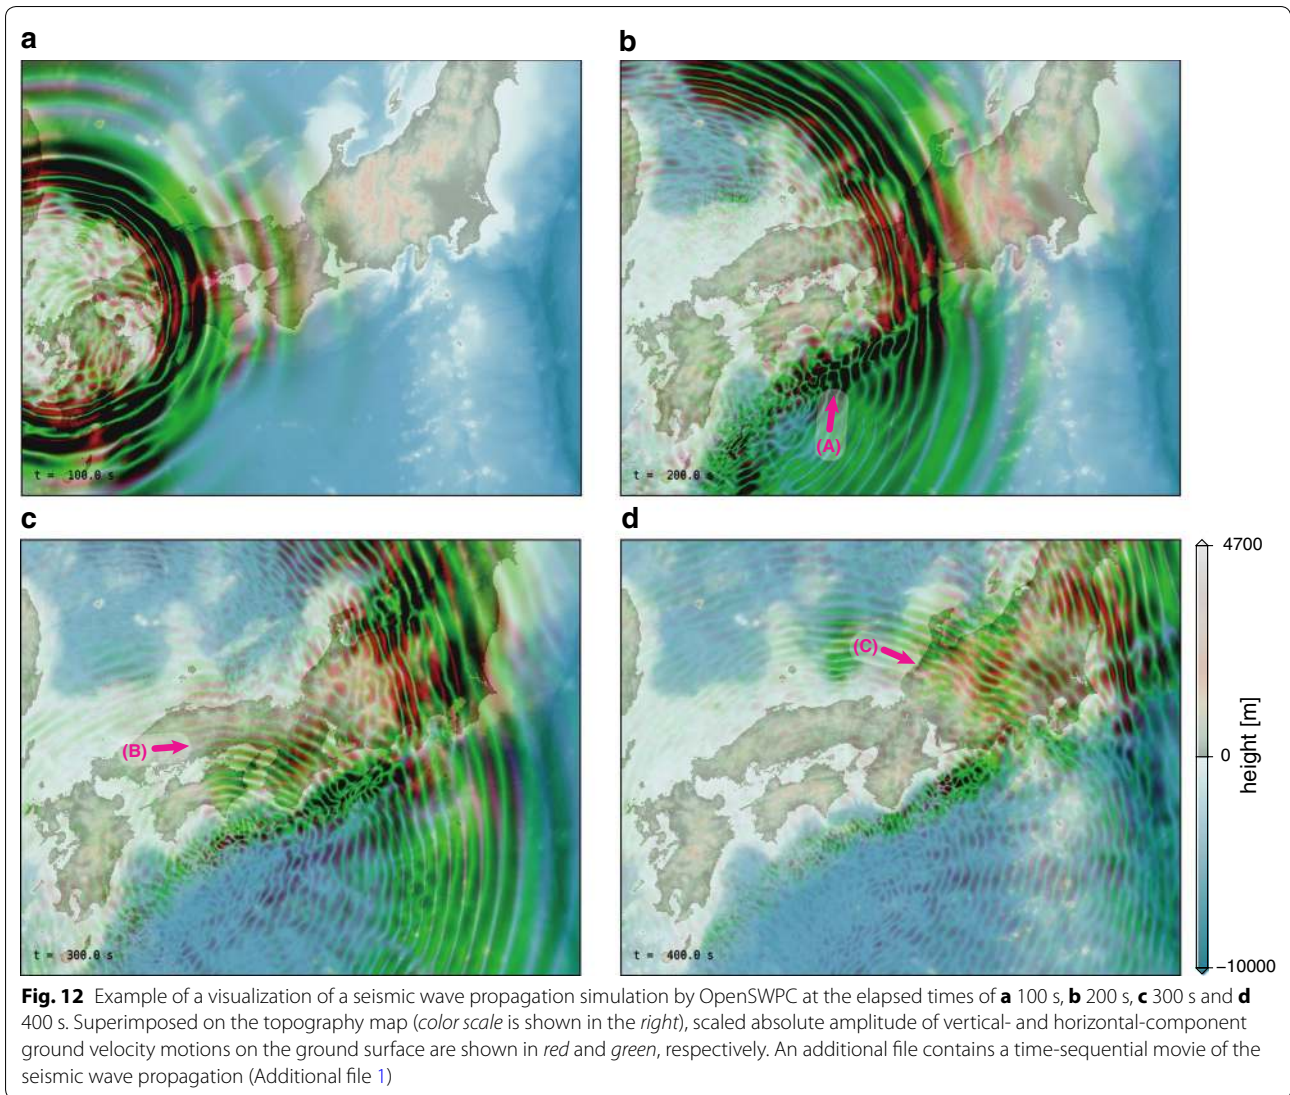 a
b
t = 100.0 s
(A)
t = 200.0 s
c
d
4700
(C)
(B)
0
height [m]
t = 300.0 s
t = 400.0 s
−10000
Fig. 12 Example of a visualization of a seismic wave propagation simulation by OpenSWPC at the elapsed times of a 100 s, b 200 s, c 300 s and d
400 s. Superimposed on the topography map (color scale is shown in the right), scaled absolute amplitude of vertical- and horizontal-component
ground velocity motions on the ground surface are shown in red and green, respectively. An additional file contains a time-sequential movie of the
seismic wave propagation (Additional file 1)